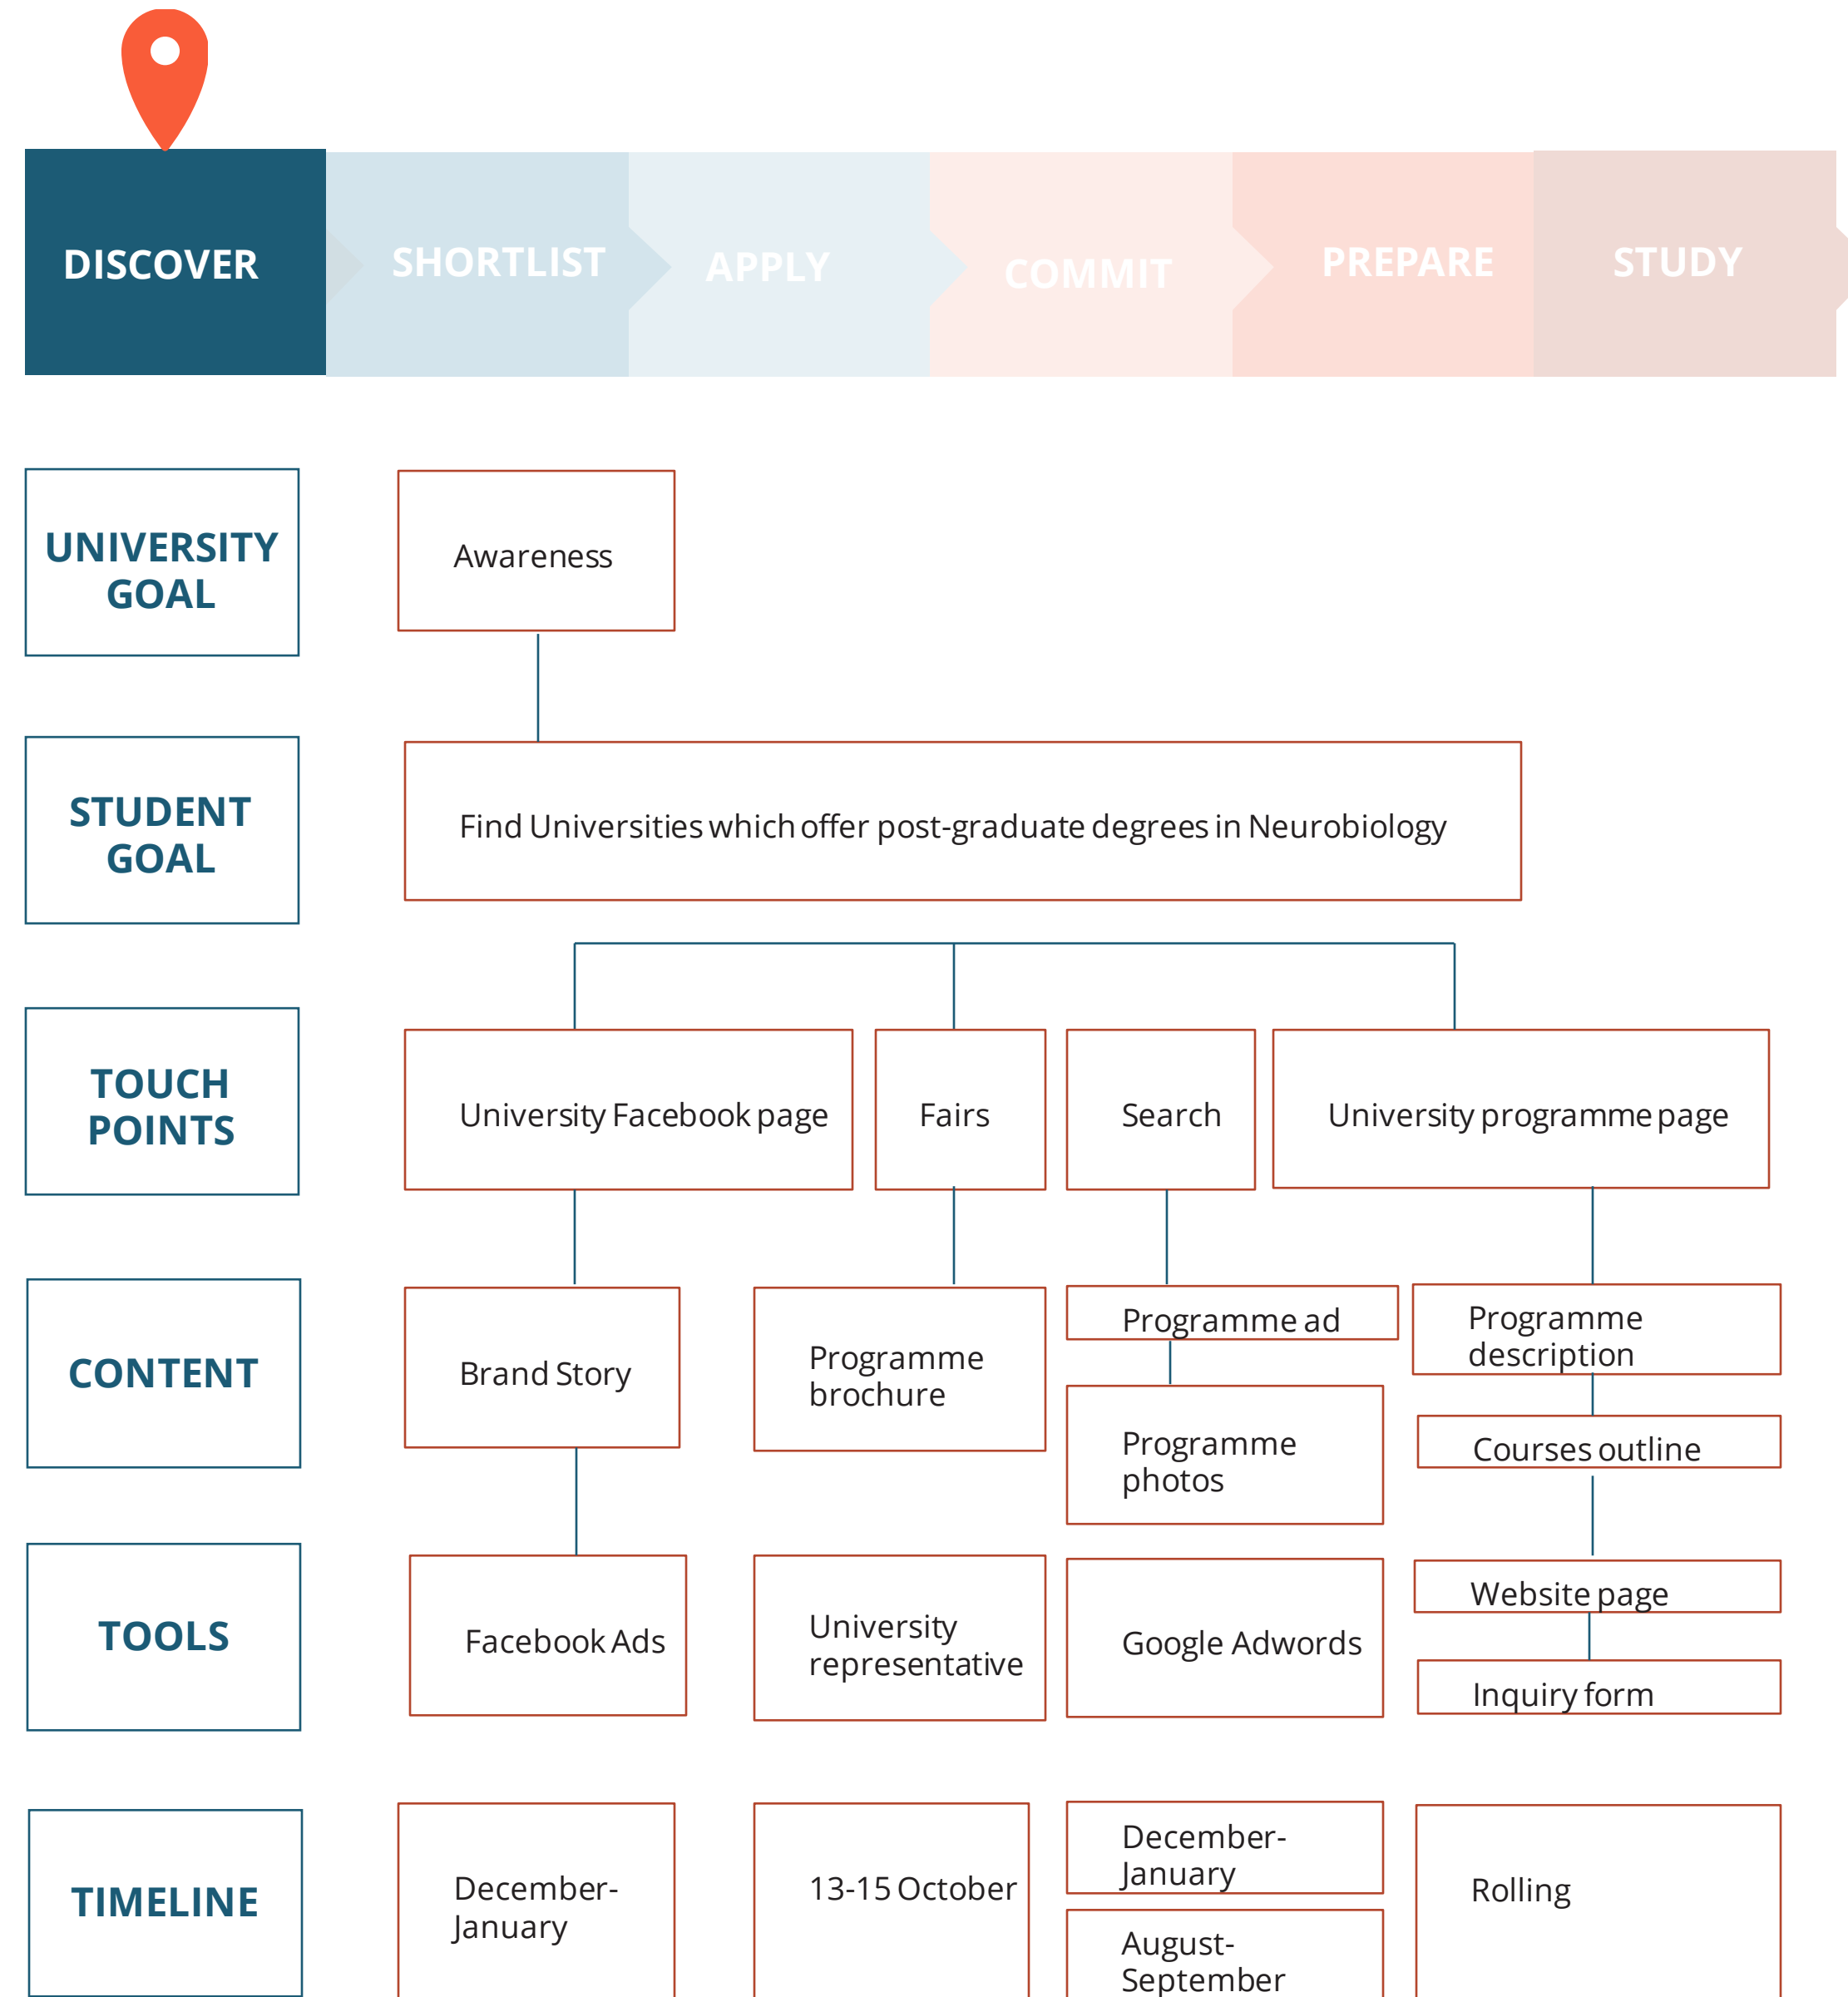 DISCOVER
SHORTLIST
APPLY
COMMIT
PREPARE
STUDY
UNIVERSITY
GOAL
Awareness
STUDENT
GOAL
Find Universities which offer post-graduate degrees in Neurobiology
TOUCH
POINTS
University Facebook page
Fairs
Search
University programme page
CONTENT
Brand Story
Programme
brochure
Programme ad
Programme
photos
Programme
description
Courses outline
TOOLS
Facebook Ads
University
representative
Google Adwords
Website page
Inquiry form
TIMELINE
December-
January
13-15 October
December-
January
August-
September
Rolling